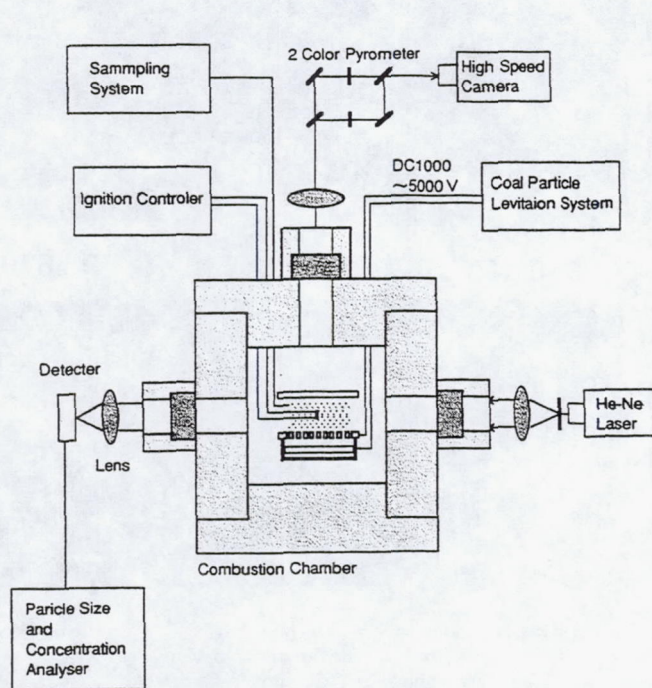 2 Color Pyrometer
Sammpling
System
High Speed
Camera
Ignition Controler
DC1000
~5000 V
Coal Particle
Levitaion System
Detecter
Lens
He-Ne
Laser
Combustion Chamber
Paricle Size
and
Concentration
Analyser